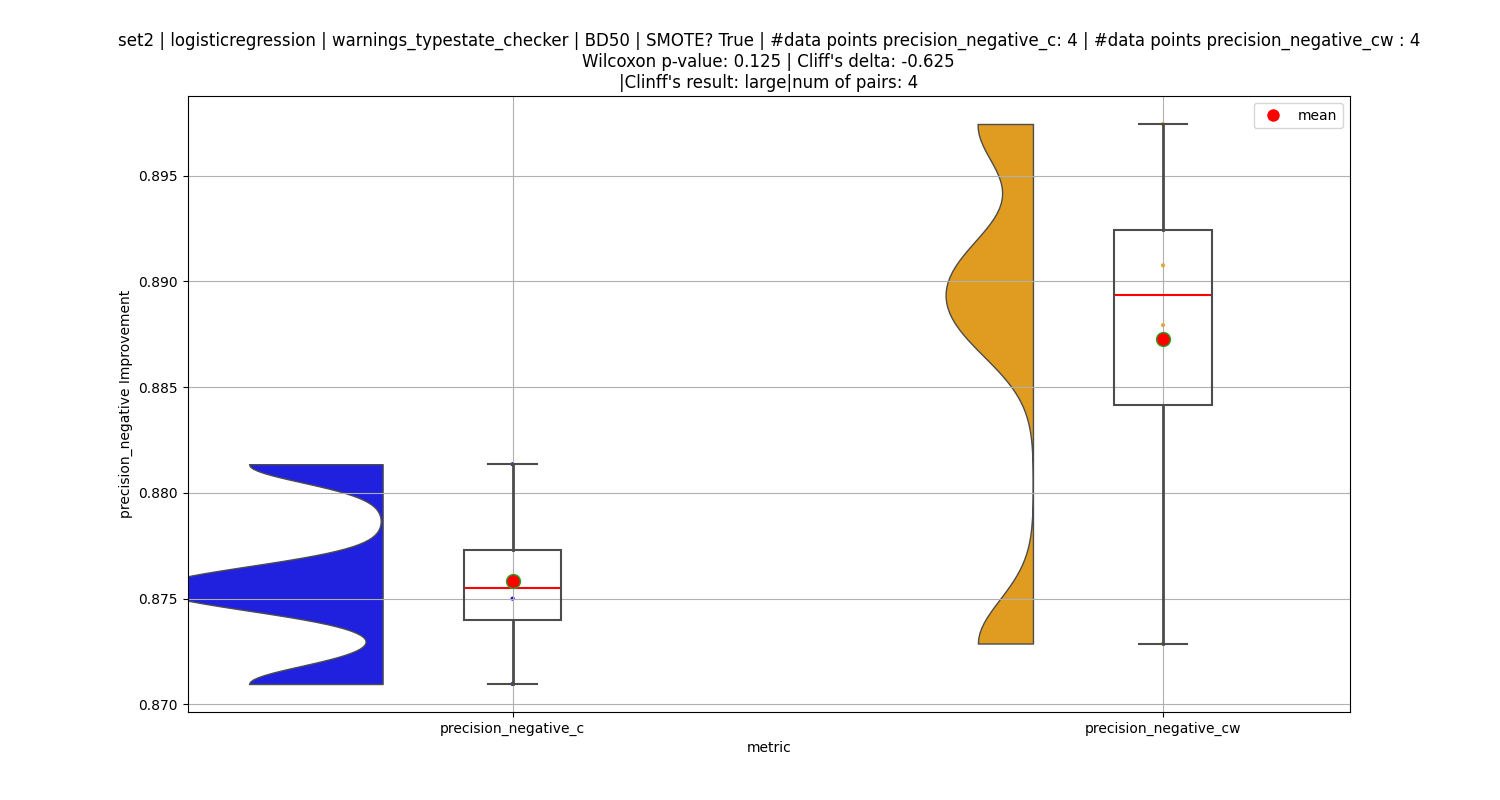 set2 | logisticregression | warnings_typestate_checker | BD50 | SMOTE? True | #data points precision_negative_c: 4 | #data points precision_negative_cw : 4
Wilcoxon p-value: 0.125 | Cliff's delta: -0.625
|Clinff's result: large|num of pairs: 4
mean
0.895
0.890
0.885
0.880
0.875
0.870
precision_negative Improvement
precision_negative_c
precision_negative_cw
metric